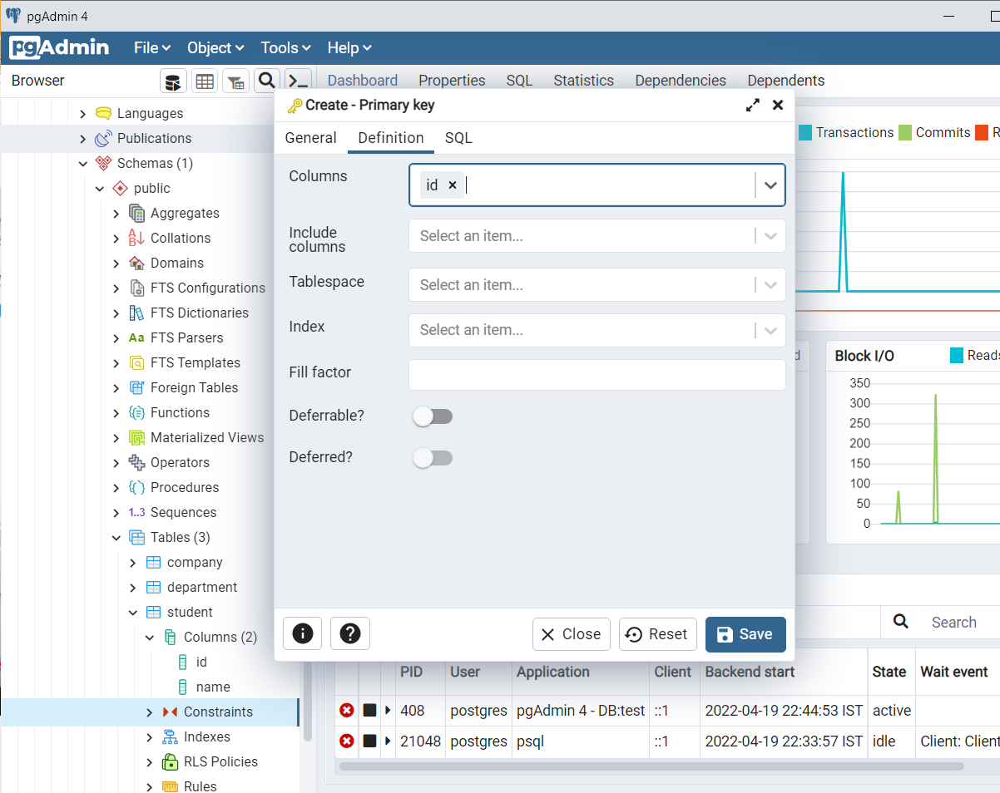 pgAdmin 4
pgAdmin File Object Tools Help
Browser
Dashboard Properties SQL Statistics Dependencies Dependents
Languages
Publications
Schemas (1)
public
Aggregates
Collations
Domains
FTS Configurations
FTS Dictionaries
Aa FTS Parsers
FTS Templates
Foreign Tables
Functions
Materialized Views
Operators
Procedures
1..3 Sequences
Tables (3)
company
department
student
Columns (2)
id
name
Constraints
Indexes
RLS Policies
Rules
Create - Primary key
General Definition SQL
Columns id
Include
columns
Select an item...
Tablespace Select an item...
Index Select an item...
Fill factor
Deferrable?
Deferred?
Close Reset Save
Transactions Commits R
Block I/O Reads
350
300
250
200
150
100
50
0
Search
PID User Application Client Backend start State Wait event
408 postgres pgAdmin 4 - DB:test ::1 2022-04-19 22:44:53 IST active
21048 postgres psql ::1 2022-04-19 22:33:57 IST idle Client: Clien